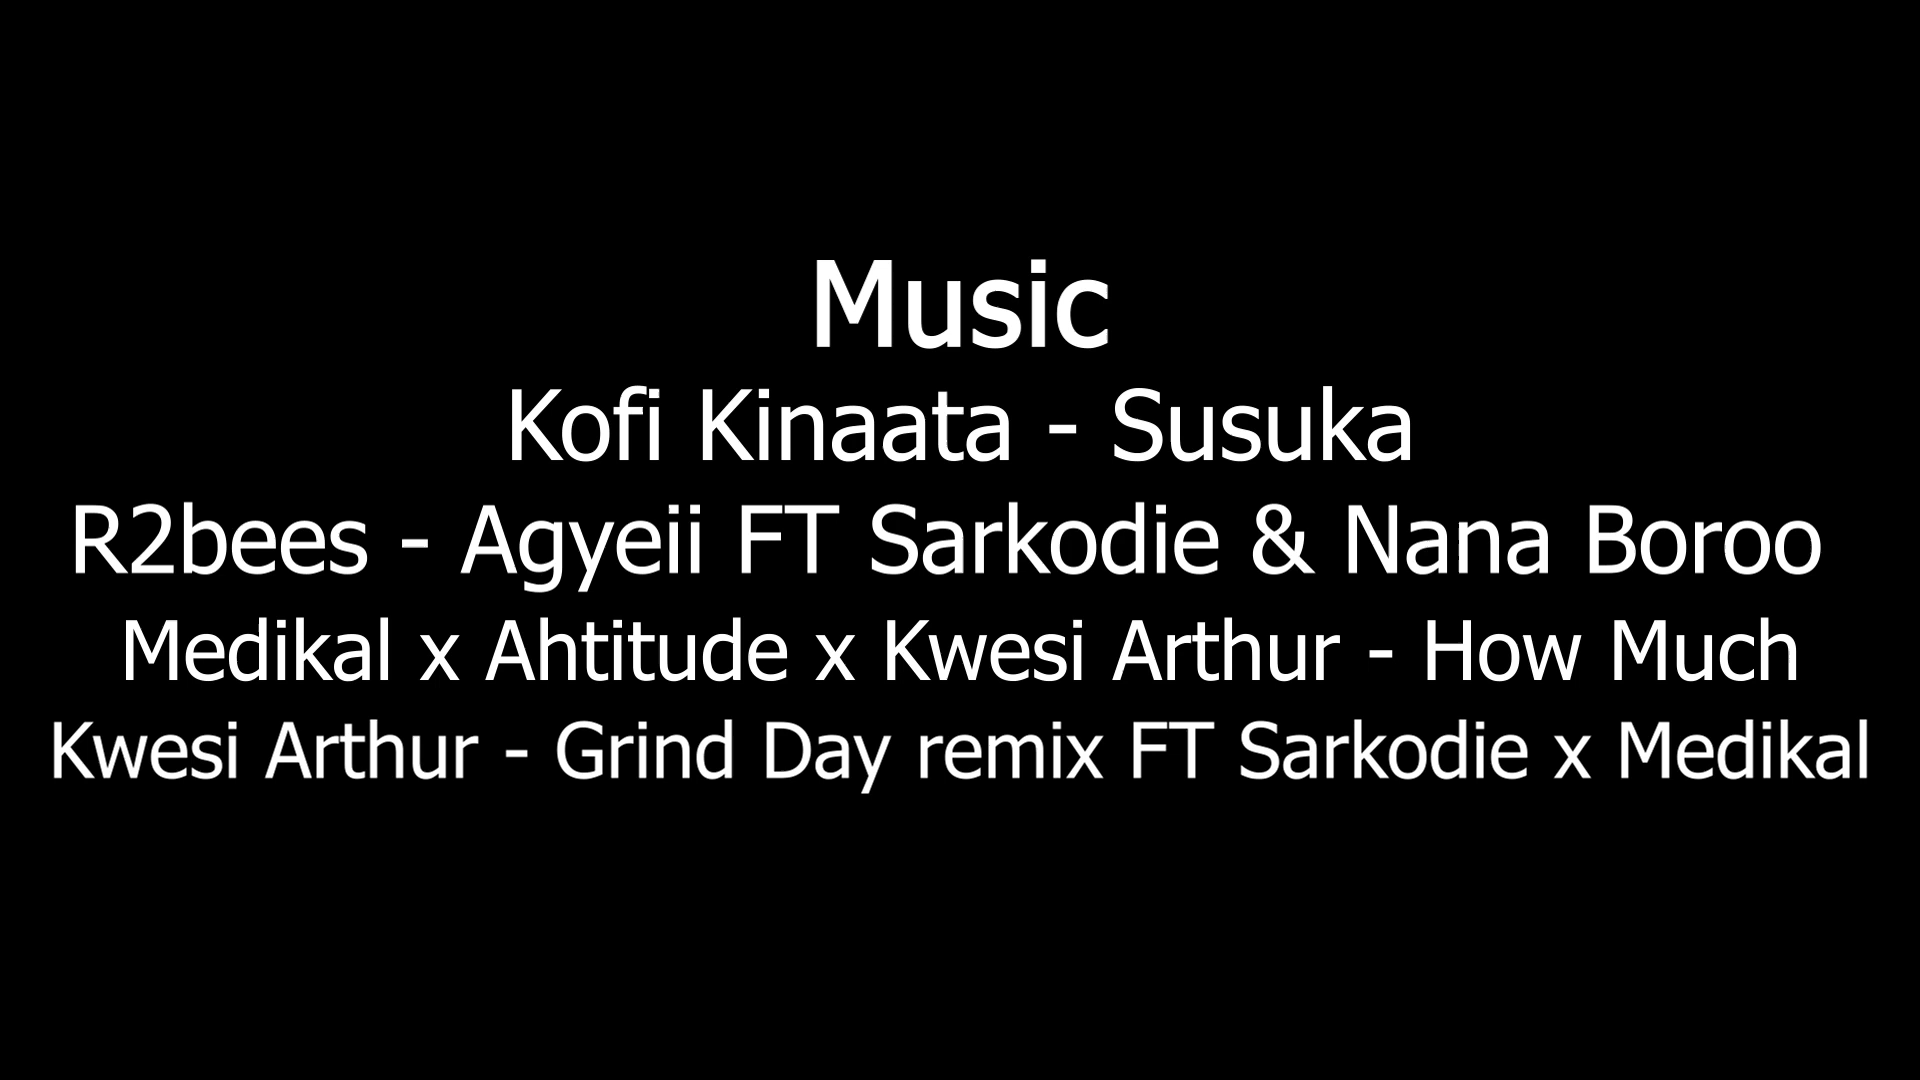 Music
Kofi Kinaata - Susuka
R2bees - Agyeii FT Sarkodie & Nana Boroo
Medikal x Ahtitude x Kwesi Arthur - How Much
Kwesi Arthur - Grind Day remix FT Sarkodie x Medikal